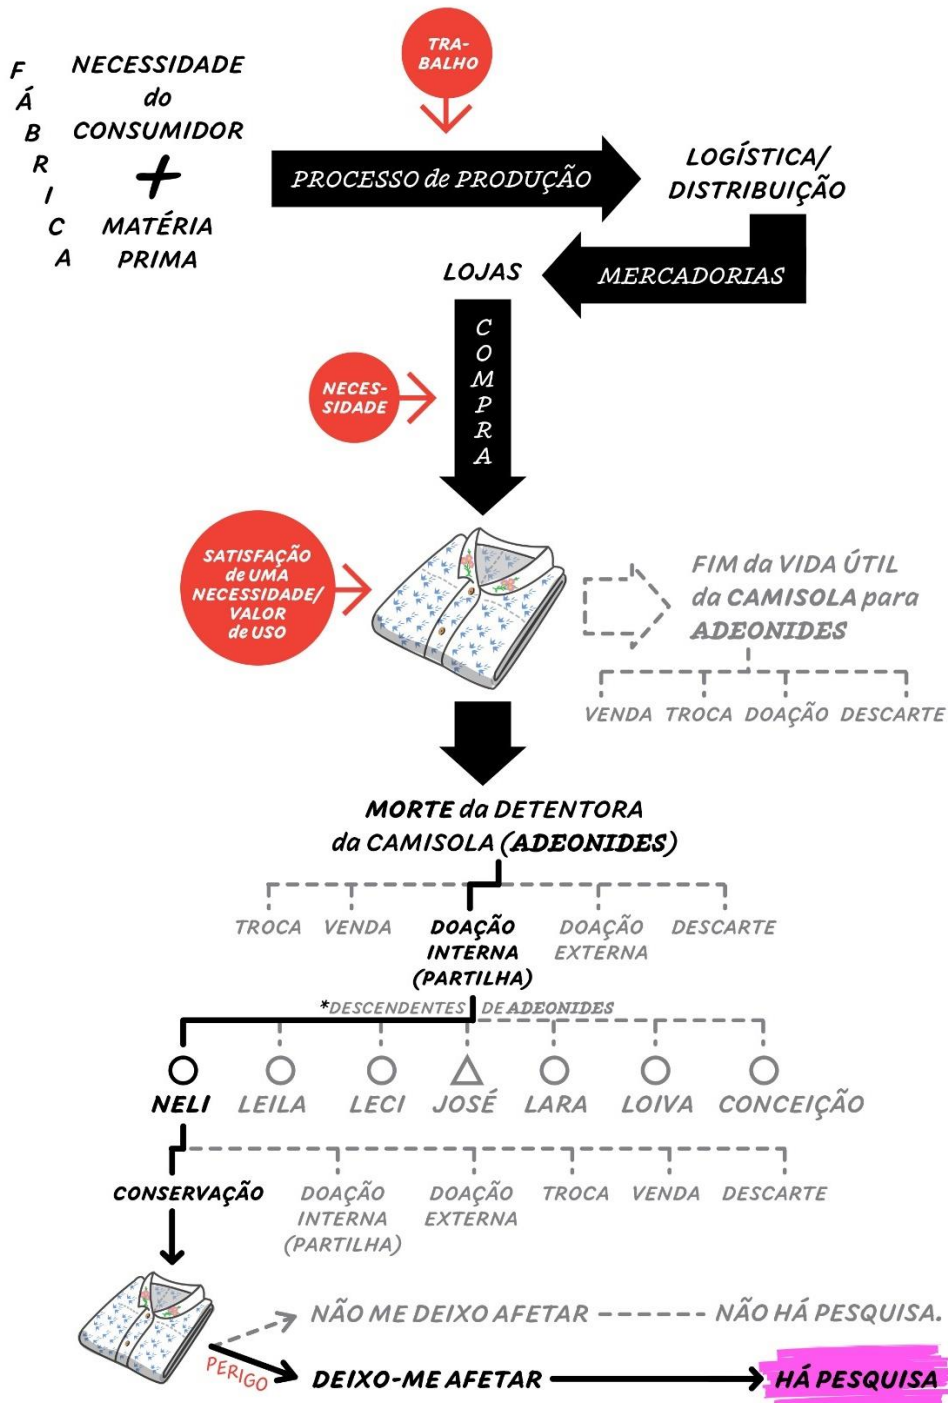 FÁBRICA
NECESSIDADE
do
CONSUMIDOR
+
MATÉRIA
PRIMA
TRA-
BALHO
PROCESSO de PRODUÇÃO
LOGÍSTICA/
DISTRIBUIÇÃO
MERCADORIAS
LOJAS
COMPRA
NECES-
SIDADE
SATISFAÇÃO
de UMA
NECESSIDADE/
VALOR
de USO
FIM da VIDA ÚTIL
da CAMISOLA para
ADEONIDES
VENDA TROCA DOAÇÃO DESCARTE
MORTE da DETENTORA
da CAMISOLA (ADEONIDES)
TROCA
VENDA
DOAÇÃO
INTERNA
(PARTILHA)
DOAÇÃO
EXTERNA
DESCARTE
*DESCENDENTES DE ADEONIDES
NELI LEILA LECI JOSÉ LARA LOIVA CONCEIÇÃO
CONSERVAÇÃO
DOAÇÃO
INTERNA
(PARTILHA)
DOAÇÃO
EXTERNA
TROCA
VENDA
DESCARTE
NÃO ME DEIXO AFETAR
NÃO HÁ PESQUISA.
PERIGO
DEIXO-ME AFETAR
HÁ PESQUISA